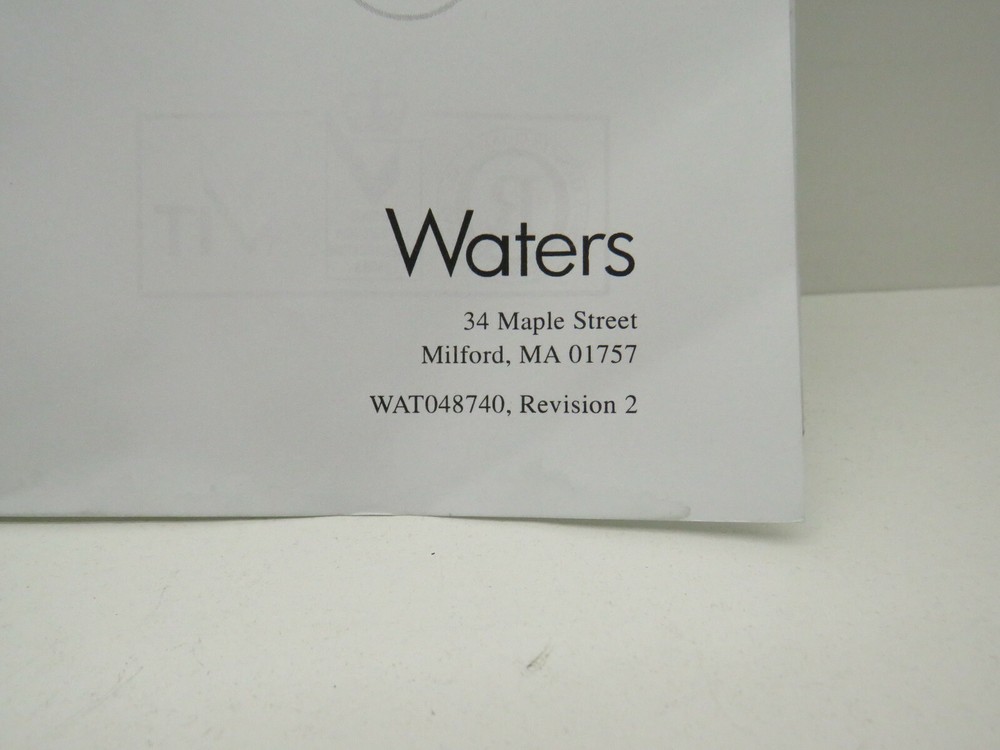 Waters
34 Maple Street
Milford, MA 01757
WAT048740, Revision 2